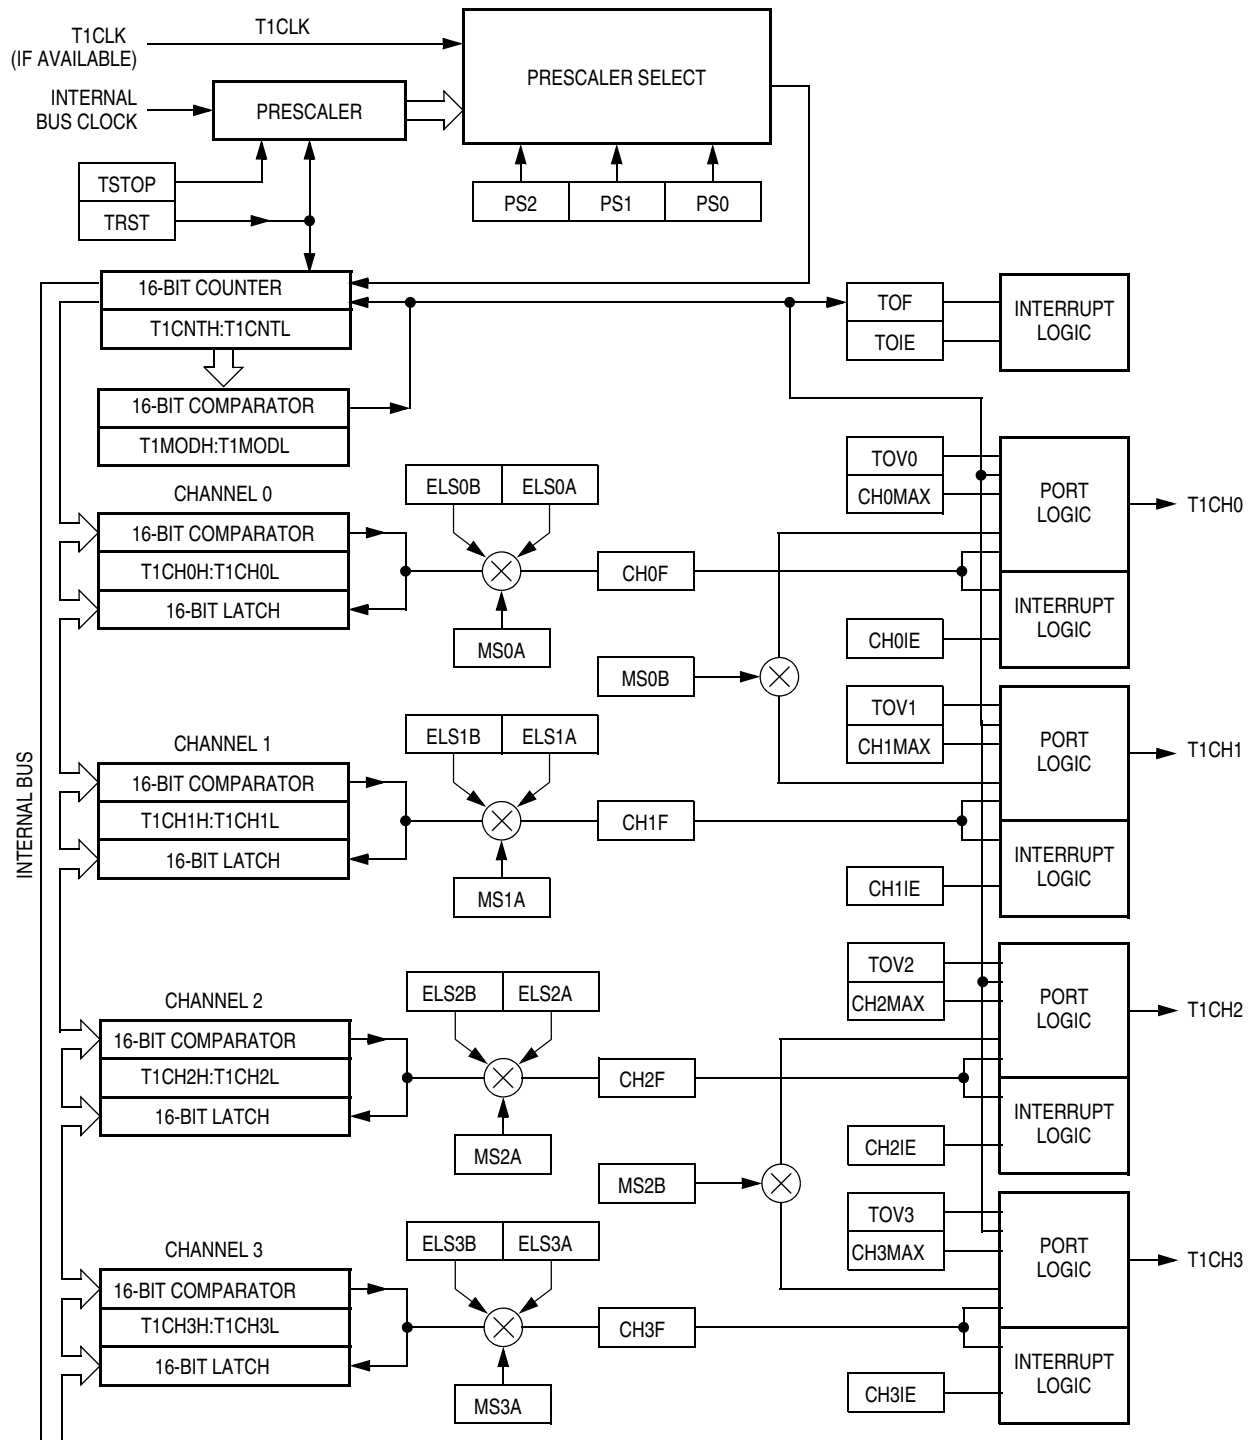 T1CLK
(IF AVAILABLE)
T1CLK
PRESCALER SELECT
INTERNAL
BUS CLOCK
PRESCALER
TSTOP
TRST
PS2
PS1
PS0
16-BIT COUNTER
T1CNTH:T1CNTL
TOF
TOIE
INTERRUPT
LOGIC
16-BIT COMPARATOR
T1MODH:T1MODL
CHANNEL 0
ELS0B
ELS0A
TOV0
CH0MAX
PORT
LOGIC
T1CH0
16-BIT COMPARATOR
T1CH0H:T1CH0L
16-BIT LATCH
CH0F
MS0A
INTERRUPT
LOGIC
CH0IE
MS0B
CHANNEL 1
ELS1B
ELS1A
TOV1
CH1MAX
PORT
LOGIC
T1CH1
16-BIT COMPARATOR
T1CH1H:T1CH1L
16-BIT LATCH
CH1F
MS1A
INTERRUPT
LOGIC
CH1IE
INTERNAL BUS
CHANNEL 2
ELS2B
ELS2A
TOV2
CH2MAX
PORT
LOGIC
T1CH2
16-BIT COMPARATOR
T1CH2H:T1CH2L
16-BIT LATCH
CH2F
MS2A
INTERRUPT
LOGIC
CH2IE
MS2B
CHANNEL 3
ELS3B
ELS3A
TOV3
CH3MAX
PORT
LOGIC
T1CH3
16-BIT COMPARATOR
T1CH3H:T1CH3L
16-BIT LATCH
CH3F
MS3A
INTERRUPT
LOGIC
CH3IE